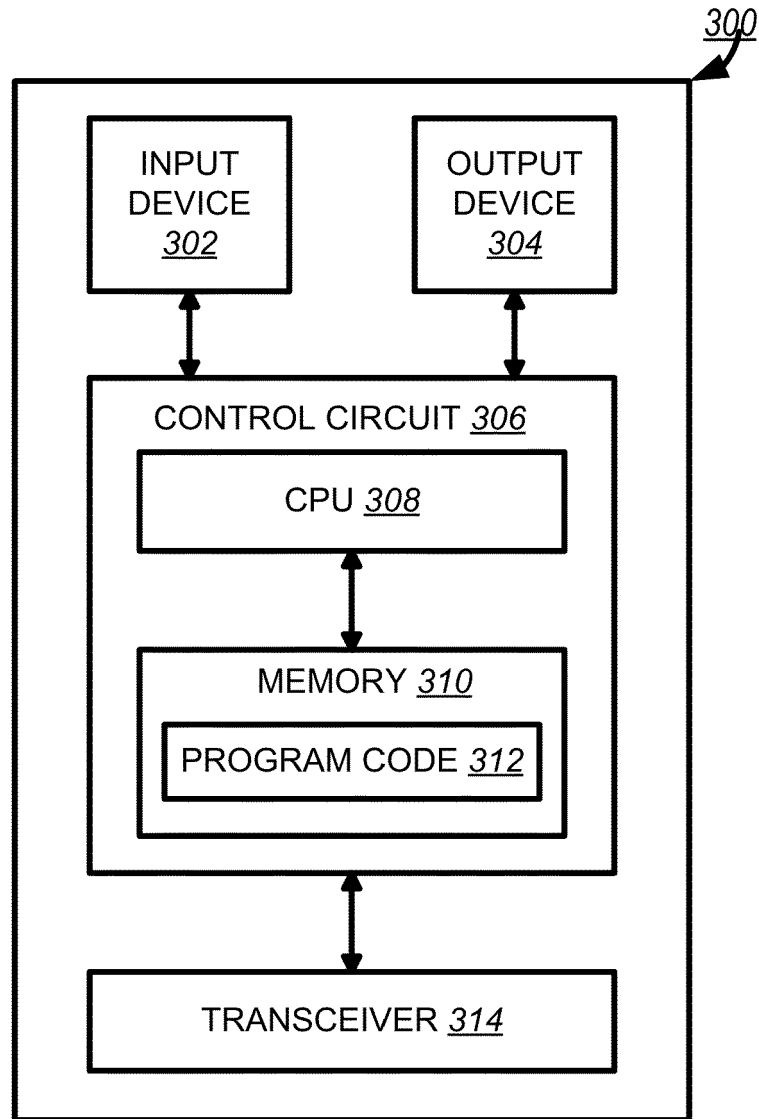 300
INPUT
DEVICE
302
OUTPUT
DEVICE
304
CONTROL CIRCUIT 306
CPU 308
MEMORY 310
PROGRAM CODE 312
TRANSCEIVER 314